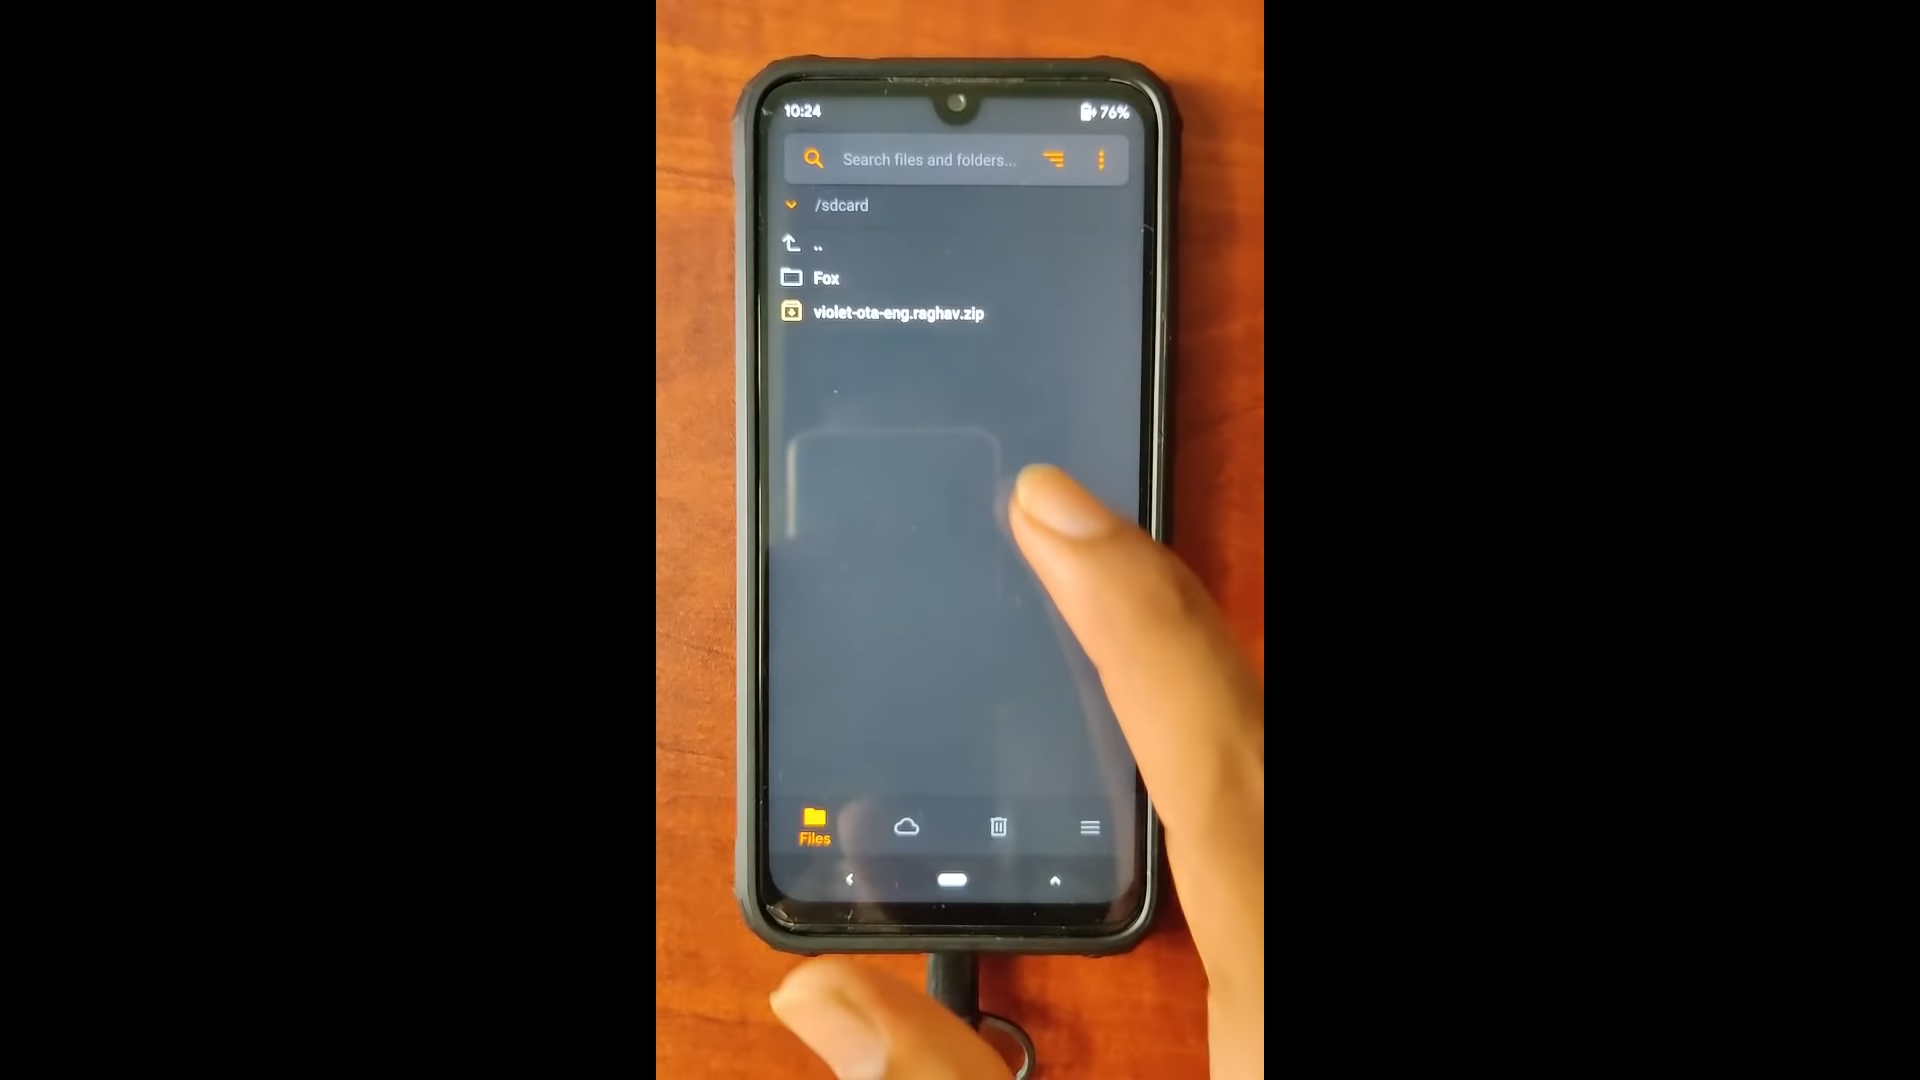 10:24 76%
Search files and folders...
/sdcard
..
Fox
violet-ota-eng.raghav.zip
Files